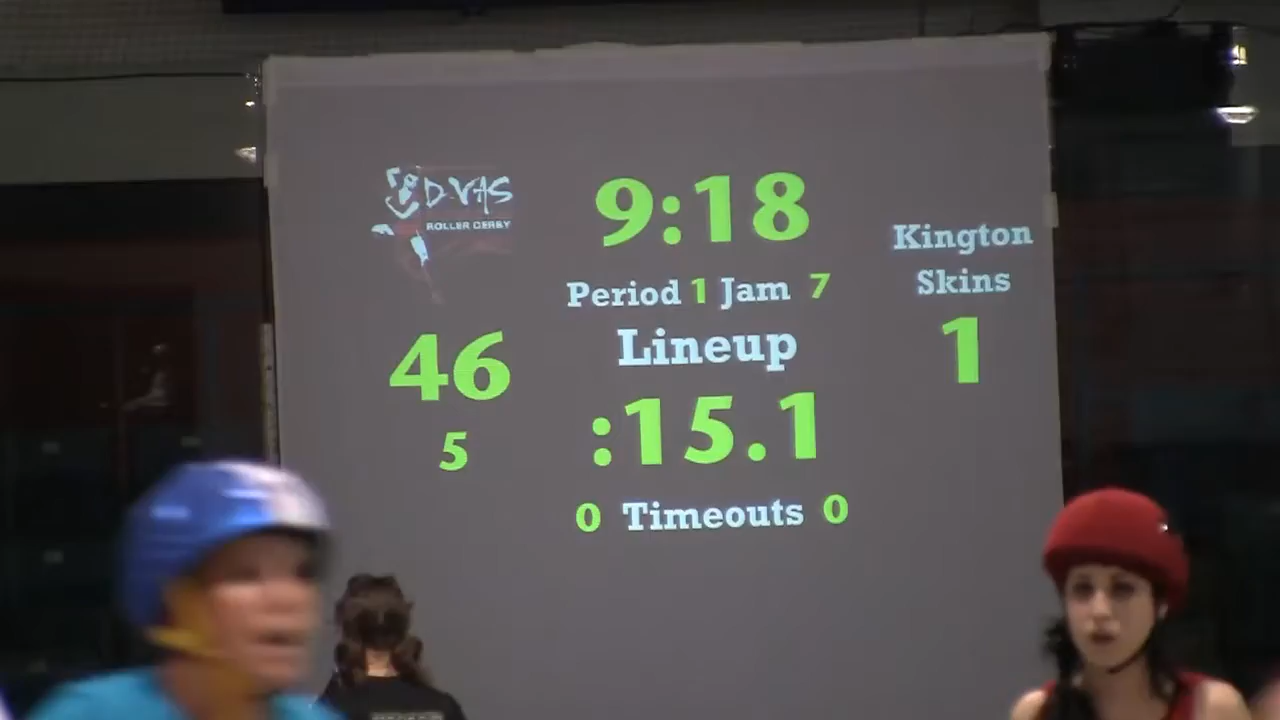 D-VAS
ROLLER DERBY
9:18
Kington
Skins
Period 1 Jam 7
Lineup
46
1
:15.1
5
0 Timeouts 0